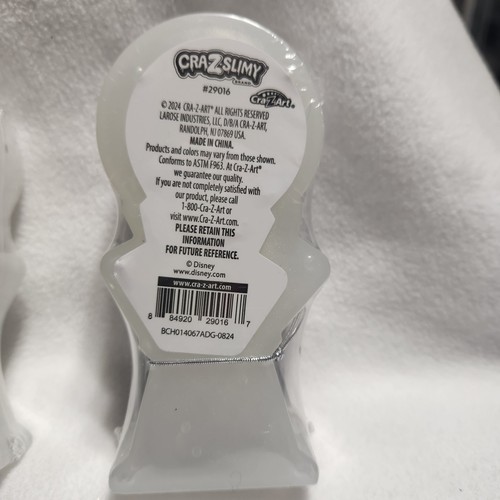 CRA-Z-SLIMY
BRAND
#29016
Cra-Z-Art®
© 2024 CRA-Z-ART® ALL RIGHTS RESERVED
LAROSE INDUSTRIES, LLC, D/B/A CRA-Z-ART,
RANDOLPH, NJ 07869 USA.
MADE IN CHINA.
Products and colors may vary from those shown.
Conforms to ASTM F963. At Cra-Z-Art®
we guarantee our quality.
If you are not completely satisfied with
our product, please call
1-800-Cra-Z-Art or
visit www.Cra-Z-Art.com.
PLEASE RETAIN THIS
INFORMATION
FOR FUTURE REFERENCE.
© Disney
www.disney.com
www.cra-z-art.com
8 84920 29016 7
BCH014067ADG-0824